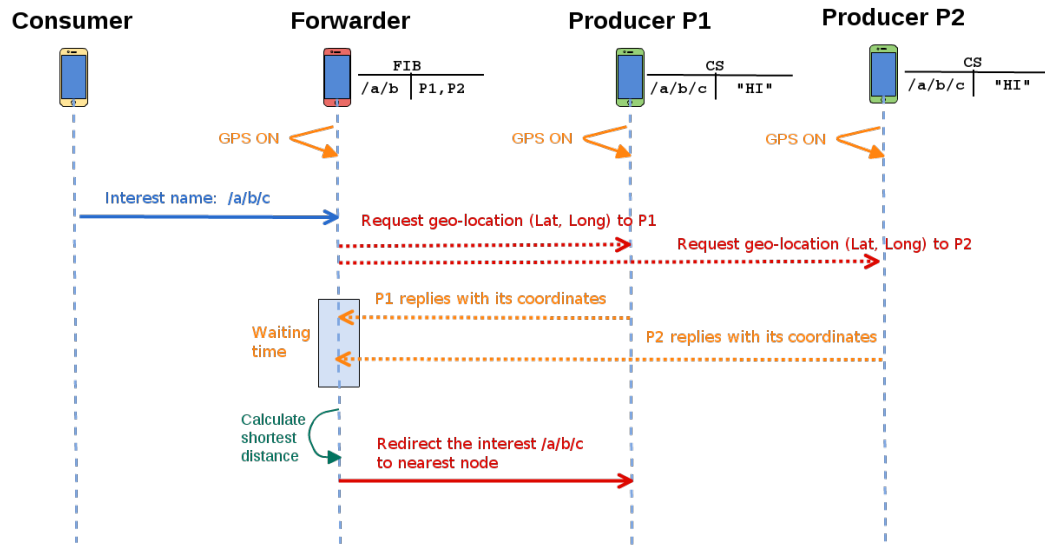 Consumer
Forwarder
Producer P1
Producer P2
FIB
/a/b P1,P2
CS
/a/b/c "HI"
CS
/a/b/c "HI"
GPS ON
GPS ON
GPS ON
Interest name: /a/b/c
Request geo-location (Lat, Long) to P1
Request geo-location (Lat, Long) to P2
P1 replies with its coordinates
Waiting
time
P2 replies with its coordinates
Calculate
shortest
distance
Redirect the interest /a/b/c
to nearest node